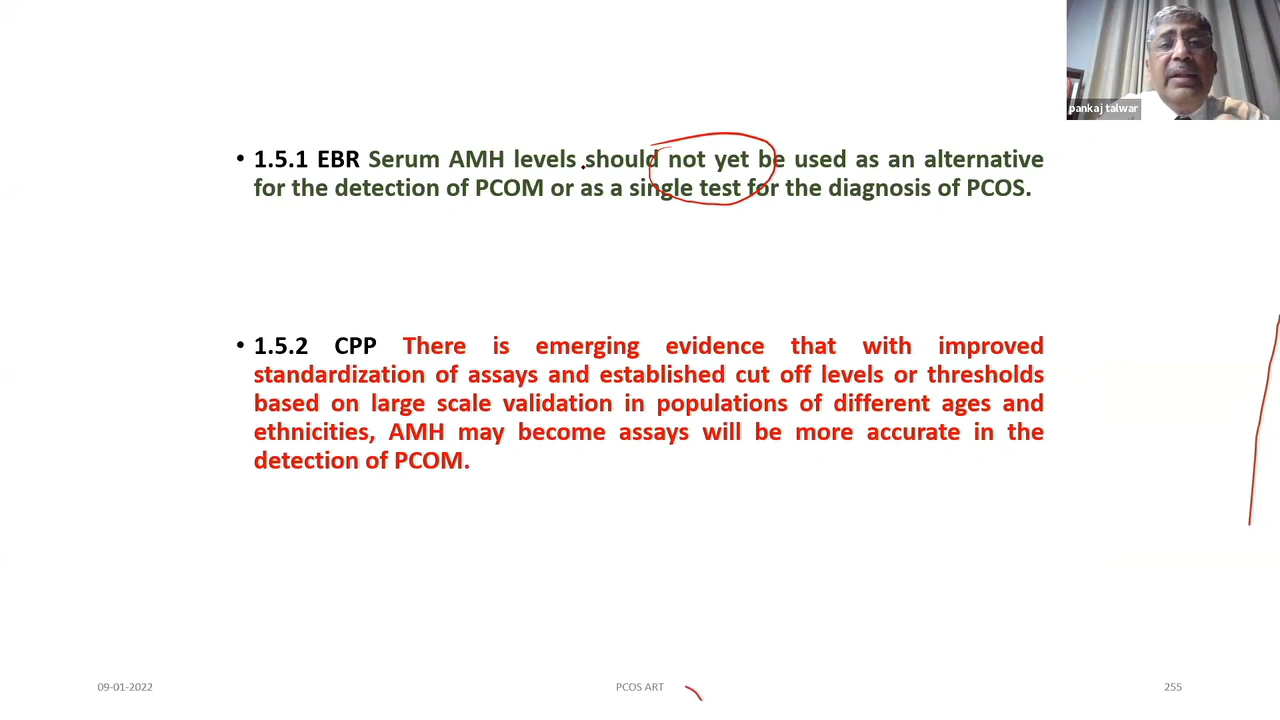 pankaj talwar
• 1.5.1 EBR Serum AMH levels should not yet be used as an alternative
for the detection of PCOM or as a single test for the diagnosis of PCOS.
• 1.5.2 CPP There is emerging evidence that with improved
standardization of assays and established cut off levels or thresholds
based on large scale validation in populations of different ages and
ethnicities, AMH may become assays will be more accurate in the
detection of PCOM.
09-01-2022
PCOS ART
255